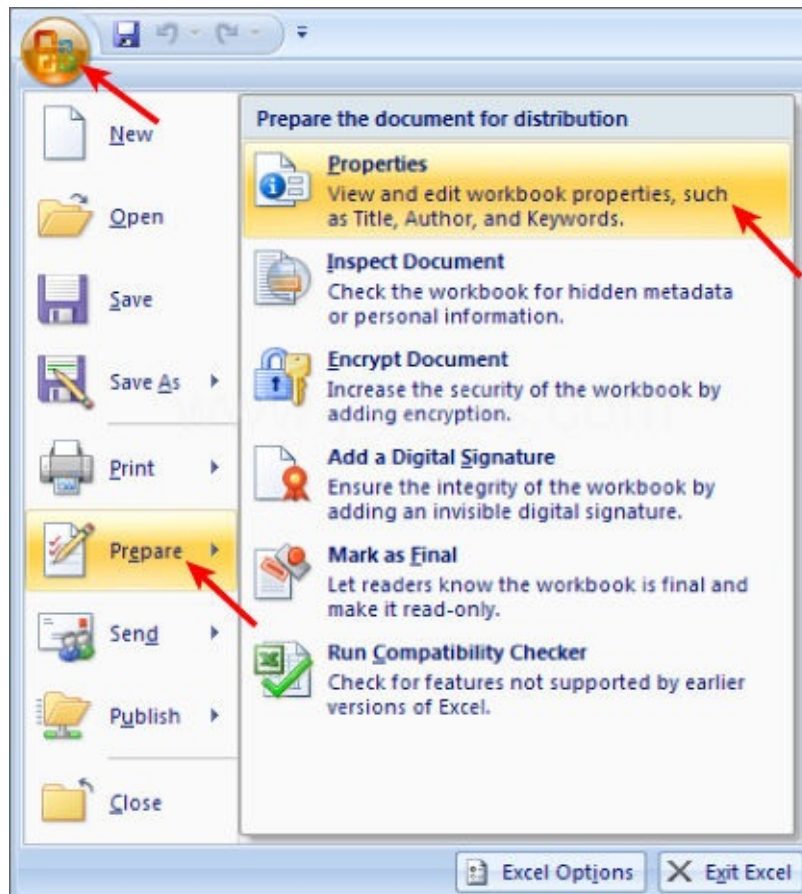 New
Open
Save
Save As
Print
Prepare
Send
Publish
Close
Prepare the document for distribution
Properties
View and edit workbook properties, such
as Title, Author, and Keywords.
Inspect Document
Check the workbook for hidden metadata
or personal information.
Encrypt Document
Increase the security of the workbook by
adding encryption.
Add a Digital Signature
Ensure the integrity of the workbook by
adding an invisible digital signature.
Mark as Final
Let readers know the workbook is final and
make it read-only.
Run Compatibility Checker
Check for features not supported by earlier
versions of Excel.
Excel Options
Exit Excel